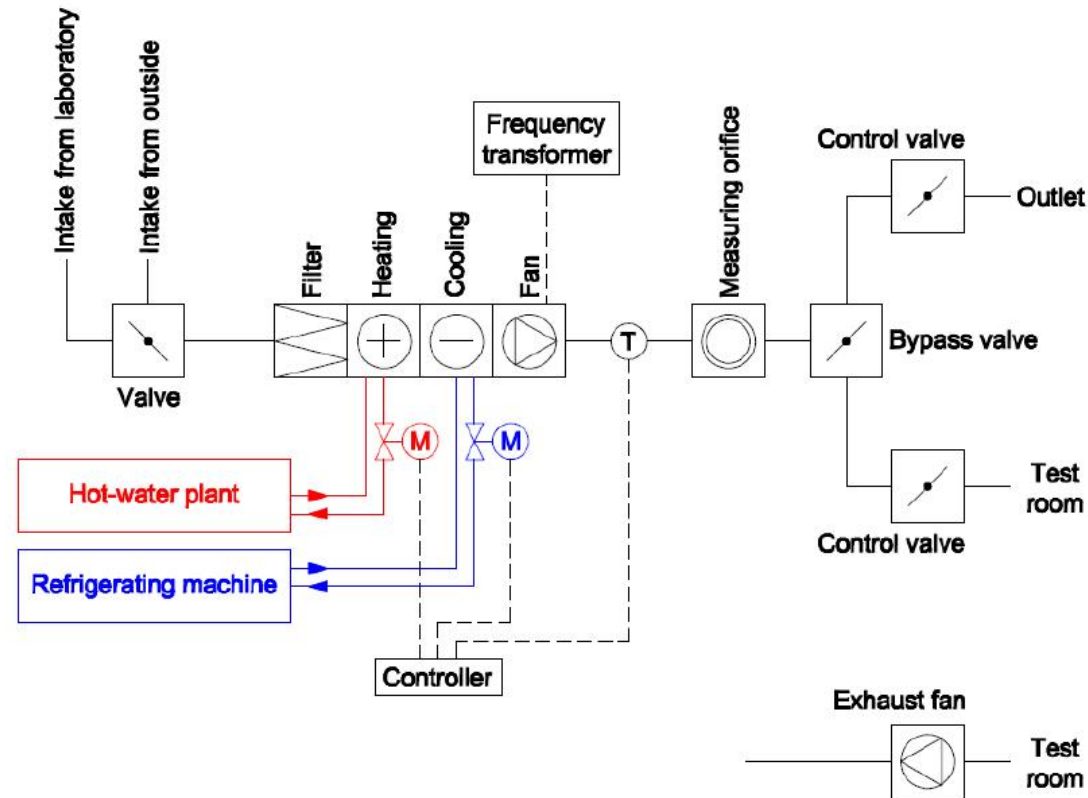 Intake from laboratory
Intake from outside
Frequency
transformer
Control valve
Outlet
Filter
Heating
Cooling
Fan
Measuring orifice
T
Bypass valve
Valve
M
M
Hot-water plant
Test
room
Control valve
Refrigerating machine
Controller
Exhaust fan
Test
room